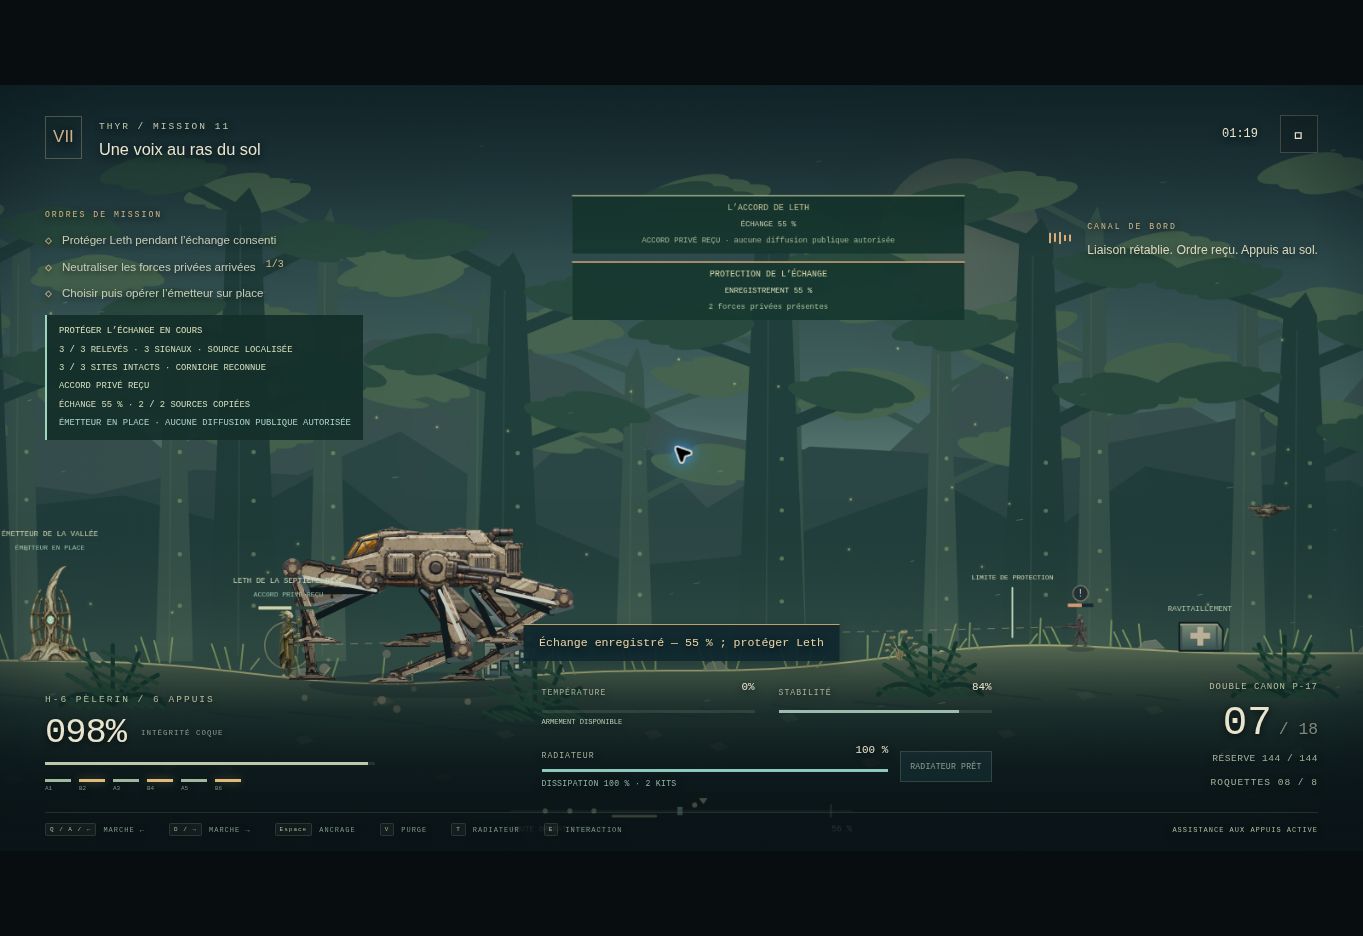 VII
THYR / MISSION 11
Une voix au ras du sol
01:19
ORDRES DE MISSION
Protéger Leth pendant l'échange consenti
Neutraliser les forces privées arrivées 1/3
Choisir puis opérer l'émetteur sur place
PROTÉGER L'ÉCHANGE EN COURS
3 / 3 RELEVÉS · 3 SIGNAUX · SOURCE LOCALISÉE
3 / 3 SITES INTACTS · CORNICHE RECONNUE
ACCORD PRIVÉ REÇU
ÉCHANGE 55 % · 2 / 2 SOURCES COPIÉES
ÉMETTEUR EN PLACE · AUCUNE DIFFUSION PUBLIQUE AUTORISÉE
L'ACCORD DE LETH
ÉCHANGE 55 %
ACCORD PRIVÉ REÇU · aucune diffusion publique autorisée
PROTECTION DE L'ÉCHANGE
ENREGISTREMENT 55 %
2 forces privées présentes
CANAL DE BORD
Liaison rétablie. Ordre reçu. Appuis au sol.
ÉMETTEUR DE LA VALLÉE
ÉMETTEUR EN PLACE
LETH DE LA SEPTIÈME
ACCORD PRIVÉ REÇU
LIMITE DE PROTECTION
!
RAVITAILLEMENT
Échange enregistré — 55 % ; protéger Leth
H-6 PÈLERIN / 6 APPUIS
098% INTÉGRITÉ COQUE
A1 B2 A3 B4 A5 B6
TEMPÉRATURE 0%
ARMEMENT DISPONIBLE
STABILITÉ 84%
RADIATEUR 100 %
DISSIPATION 100 % · 2 KITS
RADIATEUR PRÊT
DOUBLE CANON P-17
07 / 18
RÉSERVE 144 / 144
ROQUETTES 08 / 8
56 %
Q / A / ← MARCHE ←
D / → MARCHE →
Espace ANCRAGE
V PURGE
T RADIATEUR
E INTERACTION
ASSISTANCE AUX APPUIS ACTIVE